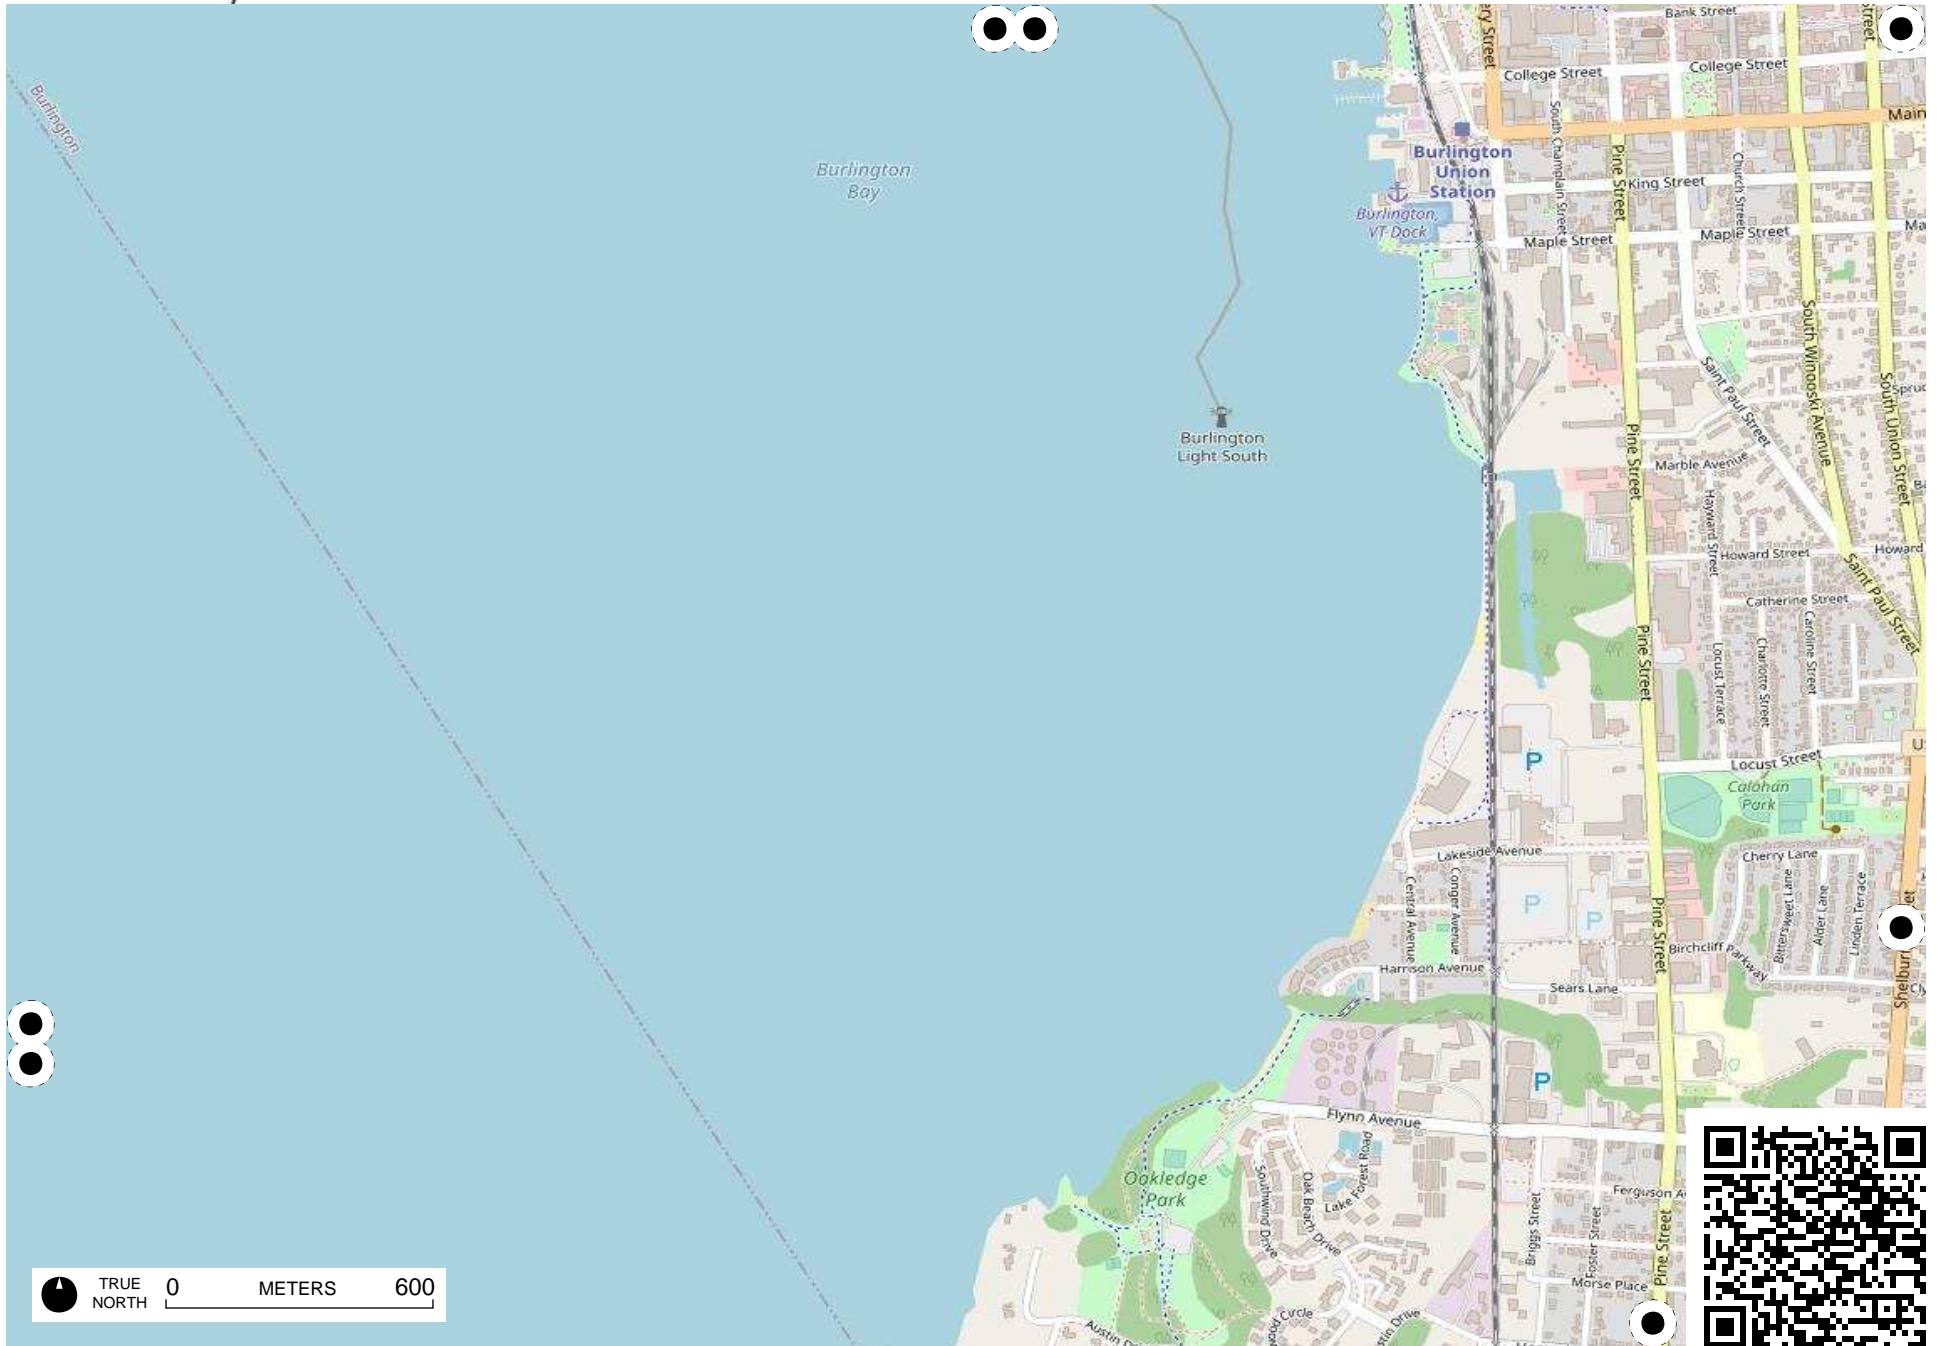 Bank Street
College Street
College Street
Main
Burlington
Burlington
Bay
Burlington
Union
Station
South Champlain Street
Pine Street
King Street
Church Street
Burlington,
VT Dock
Maple Street
Maple Street
South Winooski Avenue
South Union Street
Saint Paul Street
Burlington
Light South
Pine Street
Marble Avenue
Hayward Street
Howard Street
Howard
Saint Paul Street
Catherine Street
Caroline Street
Pine Street
Locust Terrace
Charlotte Street
Locust Street
P
Calahan
Park
Lakeside Avenue
Cherry Lane
Central Avenue
Conger Avenue
P
P
Pine Street
Bittersweet Lane
Alder Lane
Linden Terrace
Birchcliff Parkway
Harrison Avenue
Sears Lane
P
Flynn Avenue
Oakledge
Park
Southwind Drive
Oak Beach Drive
Lake Forest Road
Ferguson A
Briggs Street
Foster Street
Pine Street
Morse Place
Circle
TRUE
NORTH
0 METERS 600